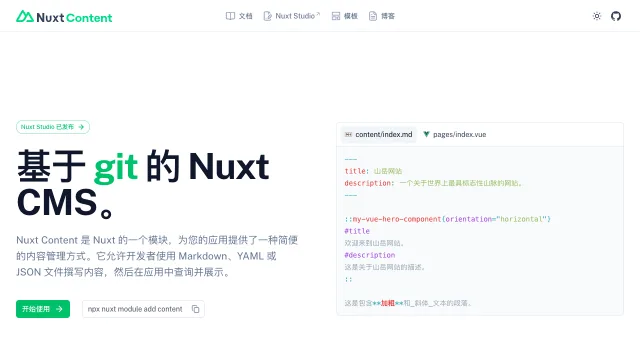 Nuxt Content
文档
Nuxt Studio
模板
博客
Nuxt Studio 已发布
基于 git 的 Nuxt
CMS。
Nuxt Content 是 Nuxt 的一个模块，为您的应用提供了一种简便
的内容管理方式。它允许开发者使用 Markdown、YAML 或
JSON 文件撰写内容，然后在应用中查询并展示。
开始使用
npx nuxt module add content
content/index.md
pages/index.vue
---
title: 山岳网站
description: 一个关于世界上最具标志性山脉的网站。
---
::my-vue-hero-component{orientation="horizontal"}
#title
欢迎来到山岳网站。
#description
这是关于山岳网站的描述。
::
这是包含**加粗**和_斜体_文本的段落。